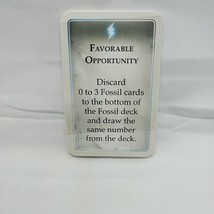 FAVORABLE
OPPORTUNITY
Discard
0 to 3 Fossil cards
to the bottom of
the Fossil deck
and draw the
same number
from the deck.